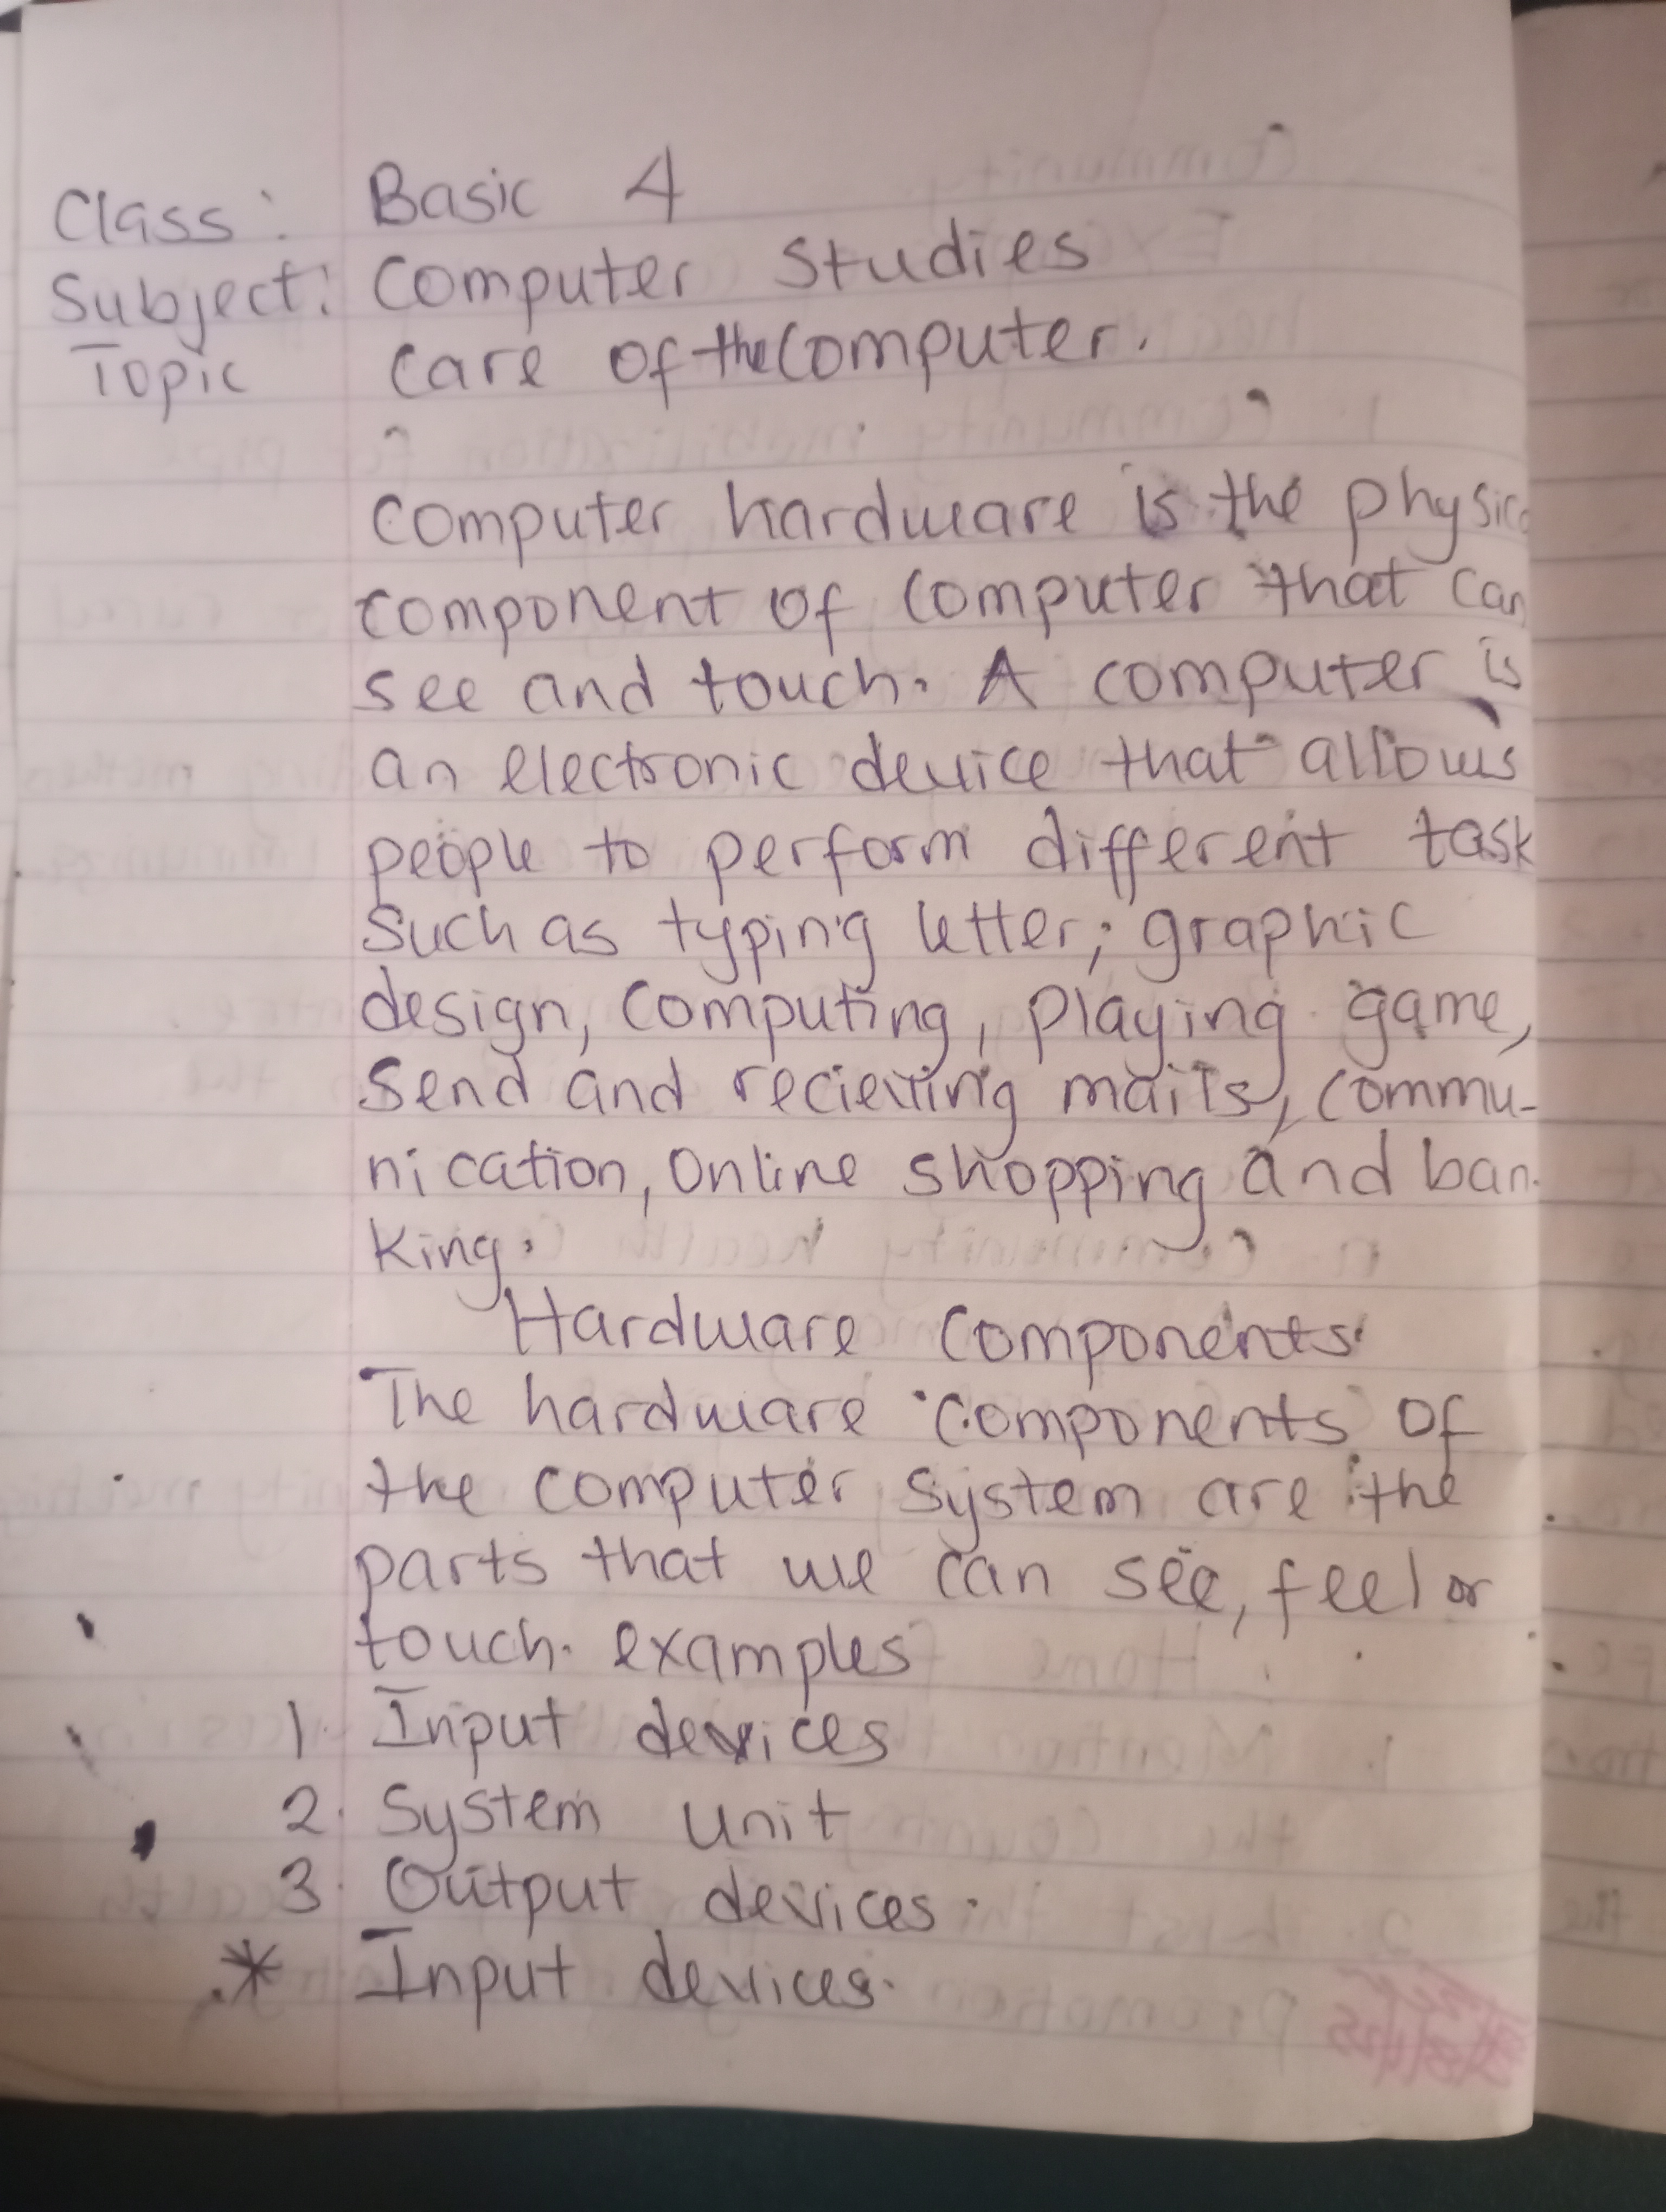 Class: Basic 4
Subject: Computer Studies
Topic Care of the Computer.
Computer hardware is the physic
component of computer that can
see and touch. A computer is
an electronic device that allows
people to perform different task
Such as typing letter, graphic
design, computing, playing game,
Send and recieving mails, commu-
nication, Online shopping and ban-
king.
Hardware Components
The hardware components of
the computer system are the
parts that we can see, feel or
touch. examples
1. Input devices
2. System unit
3. Output devices.
* Input devices.